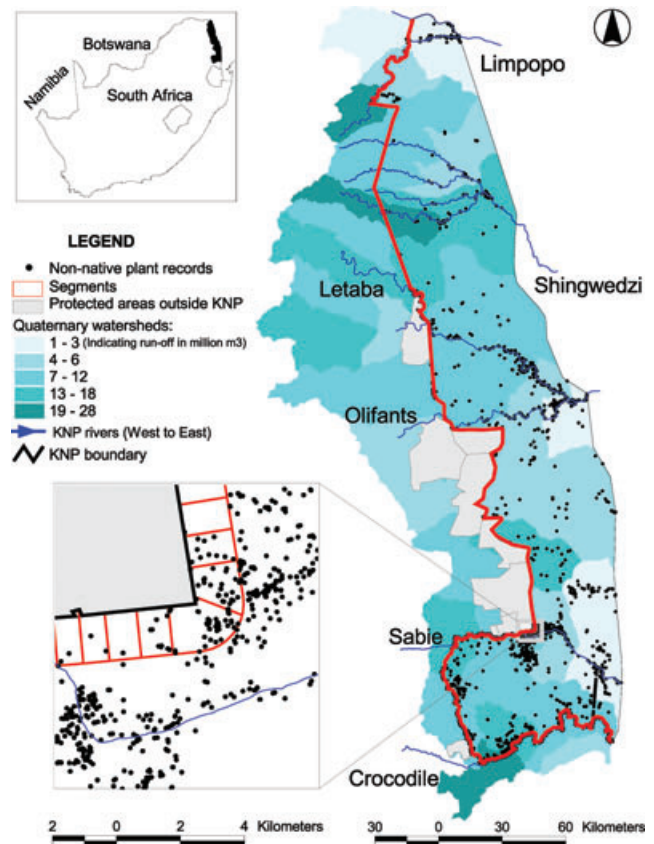 Botswana
Namibia
South Africa
Limpopo
LEGEND
Non-native plant records
Segments
Protected areas outside KNP
Quaternary watersheds:
1 - 3 (Indicating run-off in million m3)
4 - 6
7 - 12
13 - 18
19 - 28
KNP rivers (West to East)
KNP boundary
Letaba
Shingwedzi
Olifants
Sabie
Crocodile
2 0 2 4 Kilometers
30 0 30 60 Kilometers